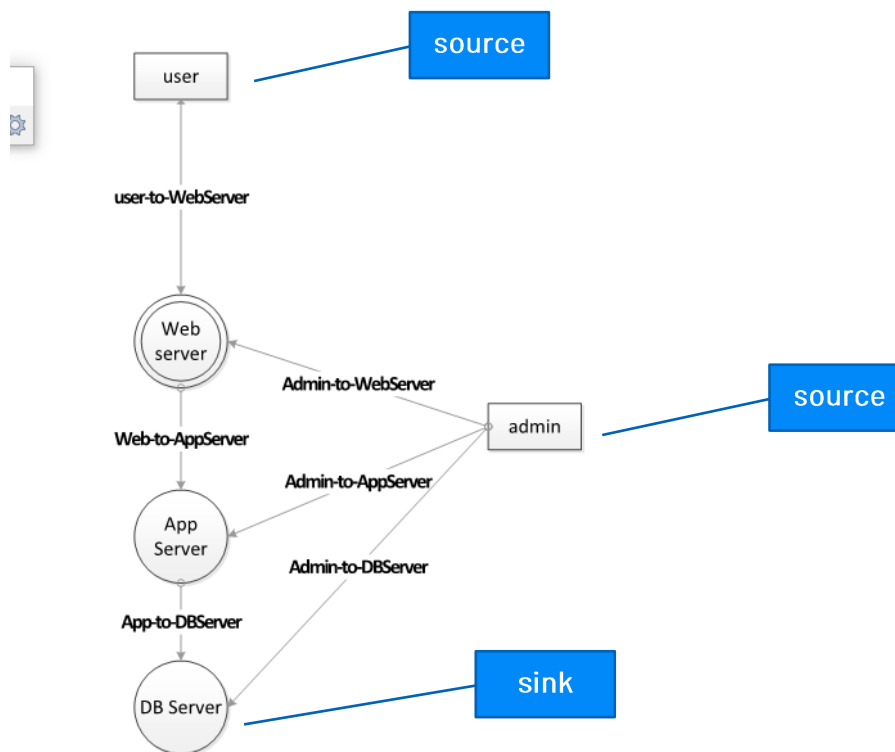 source
user
user-to-WebServer
Web
server
Admin-to-WebServer
source
admin
Web-to-AppServer
Admin-to-AppServer
App
Server
Admin-to-DBServer
App-to-DBServer
sink
DB Server